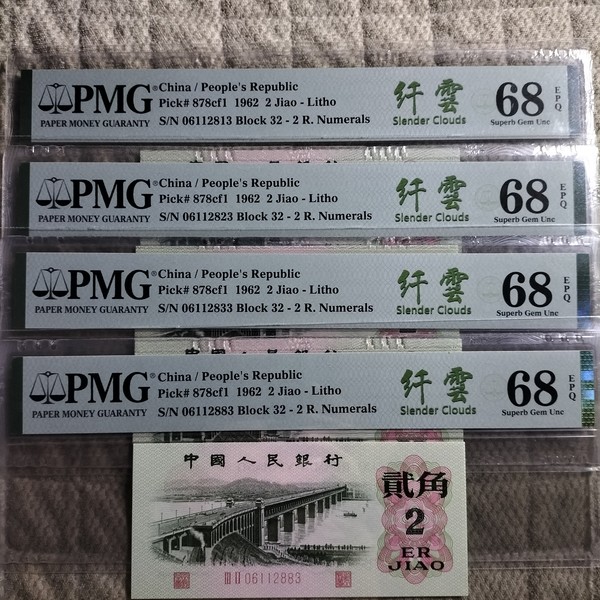 PMG
PAPER MONEY GUARANTY
China / People's Republic
Pick# 878cf1 1962 2 Jiao - Litho
S/N 06112813 Block 32 - 2 R. Numerals
纤雲
Slender Clouds
68
EPQ
Superb Gem Unc
PMG
PAPER MONEY GUARANTY
China / People's Republic
Pick# 878cf1 1962 2 Jiao - Litho
S/N 06112823 Block 32 - 2 R. Numerals
纤雲
Slender Clouds
68
EPQ
Superb Gem Unc
PMG
PAPER MONEY GUARANTY
China / People's Republic
Pick# 878cf1 1962 2 Jiao - Litho
S/N 06112833 Block 32 - 2 R. Numerals
纤雲
Slender Clouds
68
EPQ
Superb Gem Unc
PMG
PAPER MONEY GUARANTY
China / People's Republic
Pick# 878cf1 1962 2 Jiao - Litho
S/N 06112883 Block 32 - 2 R. Numerals
纤雲
Slender Clouds
68
EPQ
Superb Gem Unc
中國人民銀行
貳角
2
ER
JIAO
III II 06112883